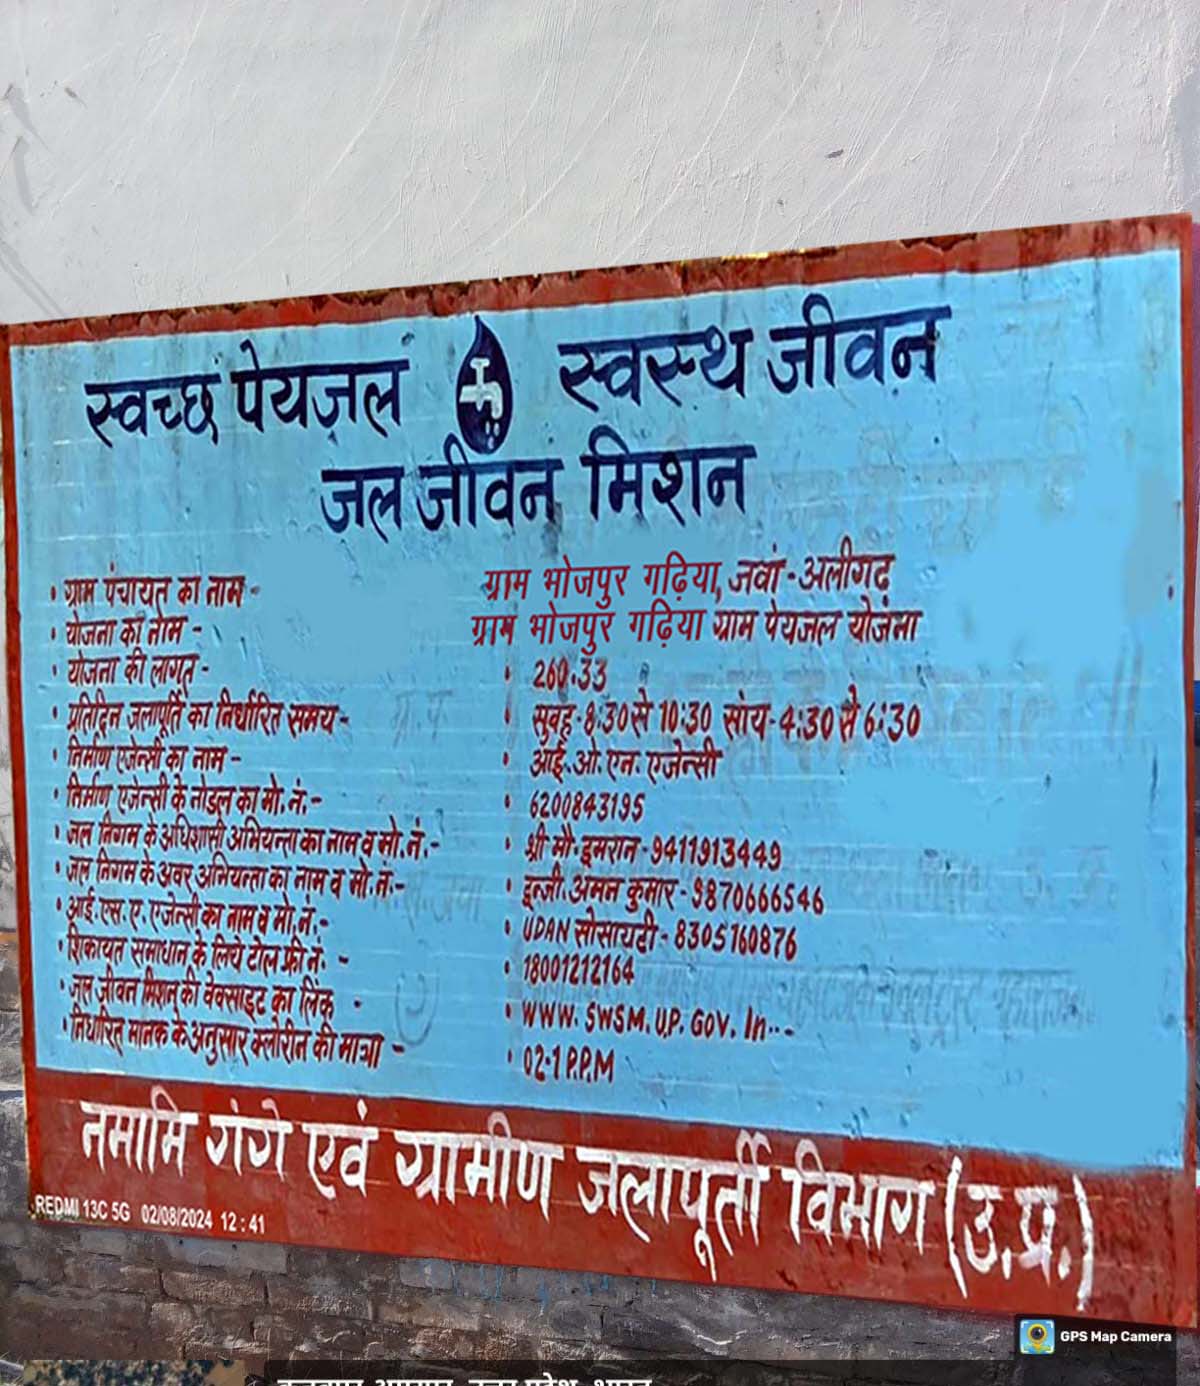 स्वच्छ पेयजल स्वस्थ जीवन
जल जीवन मिशन
• ग्राम पंचायत का नाम - ग्राम भोजपुर गढ़िया, जवां - अलीगढ़
• योजना का नाम - ग्राम भोजपुर गढ़िया ग्राम पेयजल योजना
• योजना की लागत - • 260.33
• प्रतिदिन जलापूर्ति का निर्धारित समय - • सुबह - 8:30 से 10:30 सांय - 4:30 से 6:30
• निर्माण एजेन्सी का नाम - • आई.ओ.एन. एजेन्सी
• निर्माण एजेन्सी के नोडल का मो.नं.- • 6200843195
• जल निगम के अधिशासी अभियन्ता का नाम व मो.नं.- • श्री मौ. इमरान - 9411913449
• जल निगम के अवर अभियन्ता का नाम व मो.नं.- • इन्जी. अमन कुमार - 9870666546
• आई.एस.ए. एजेन्सी का नाम व मो.नं.- • UDAN सोसायटी - 8305160876
• शिकायत समाधान के लिये टोल फ्री नं. - • 18001212164
• जल जीवन मिशन की वेक्साइट का लिंक - • WWW. SWSM.U.P. GOV. In..-
• निर्धारित मानक के अनुसार क्लोरीन की मात्रा - • 02.1 P.P.M
नमामि गंगे एवं ग्रामीण जलापूर्ती विभाग (उ.प्र.)
REDMI 13C 5G 02/08/2024 12:41
GPS Map Camera
उत्तर प्रदेश, भारत